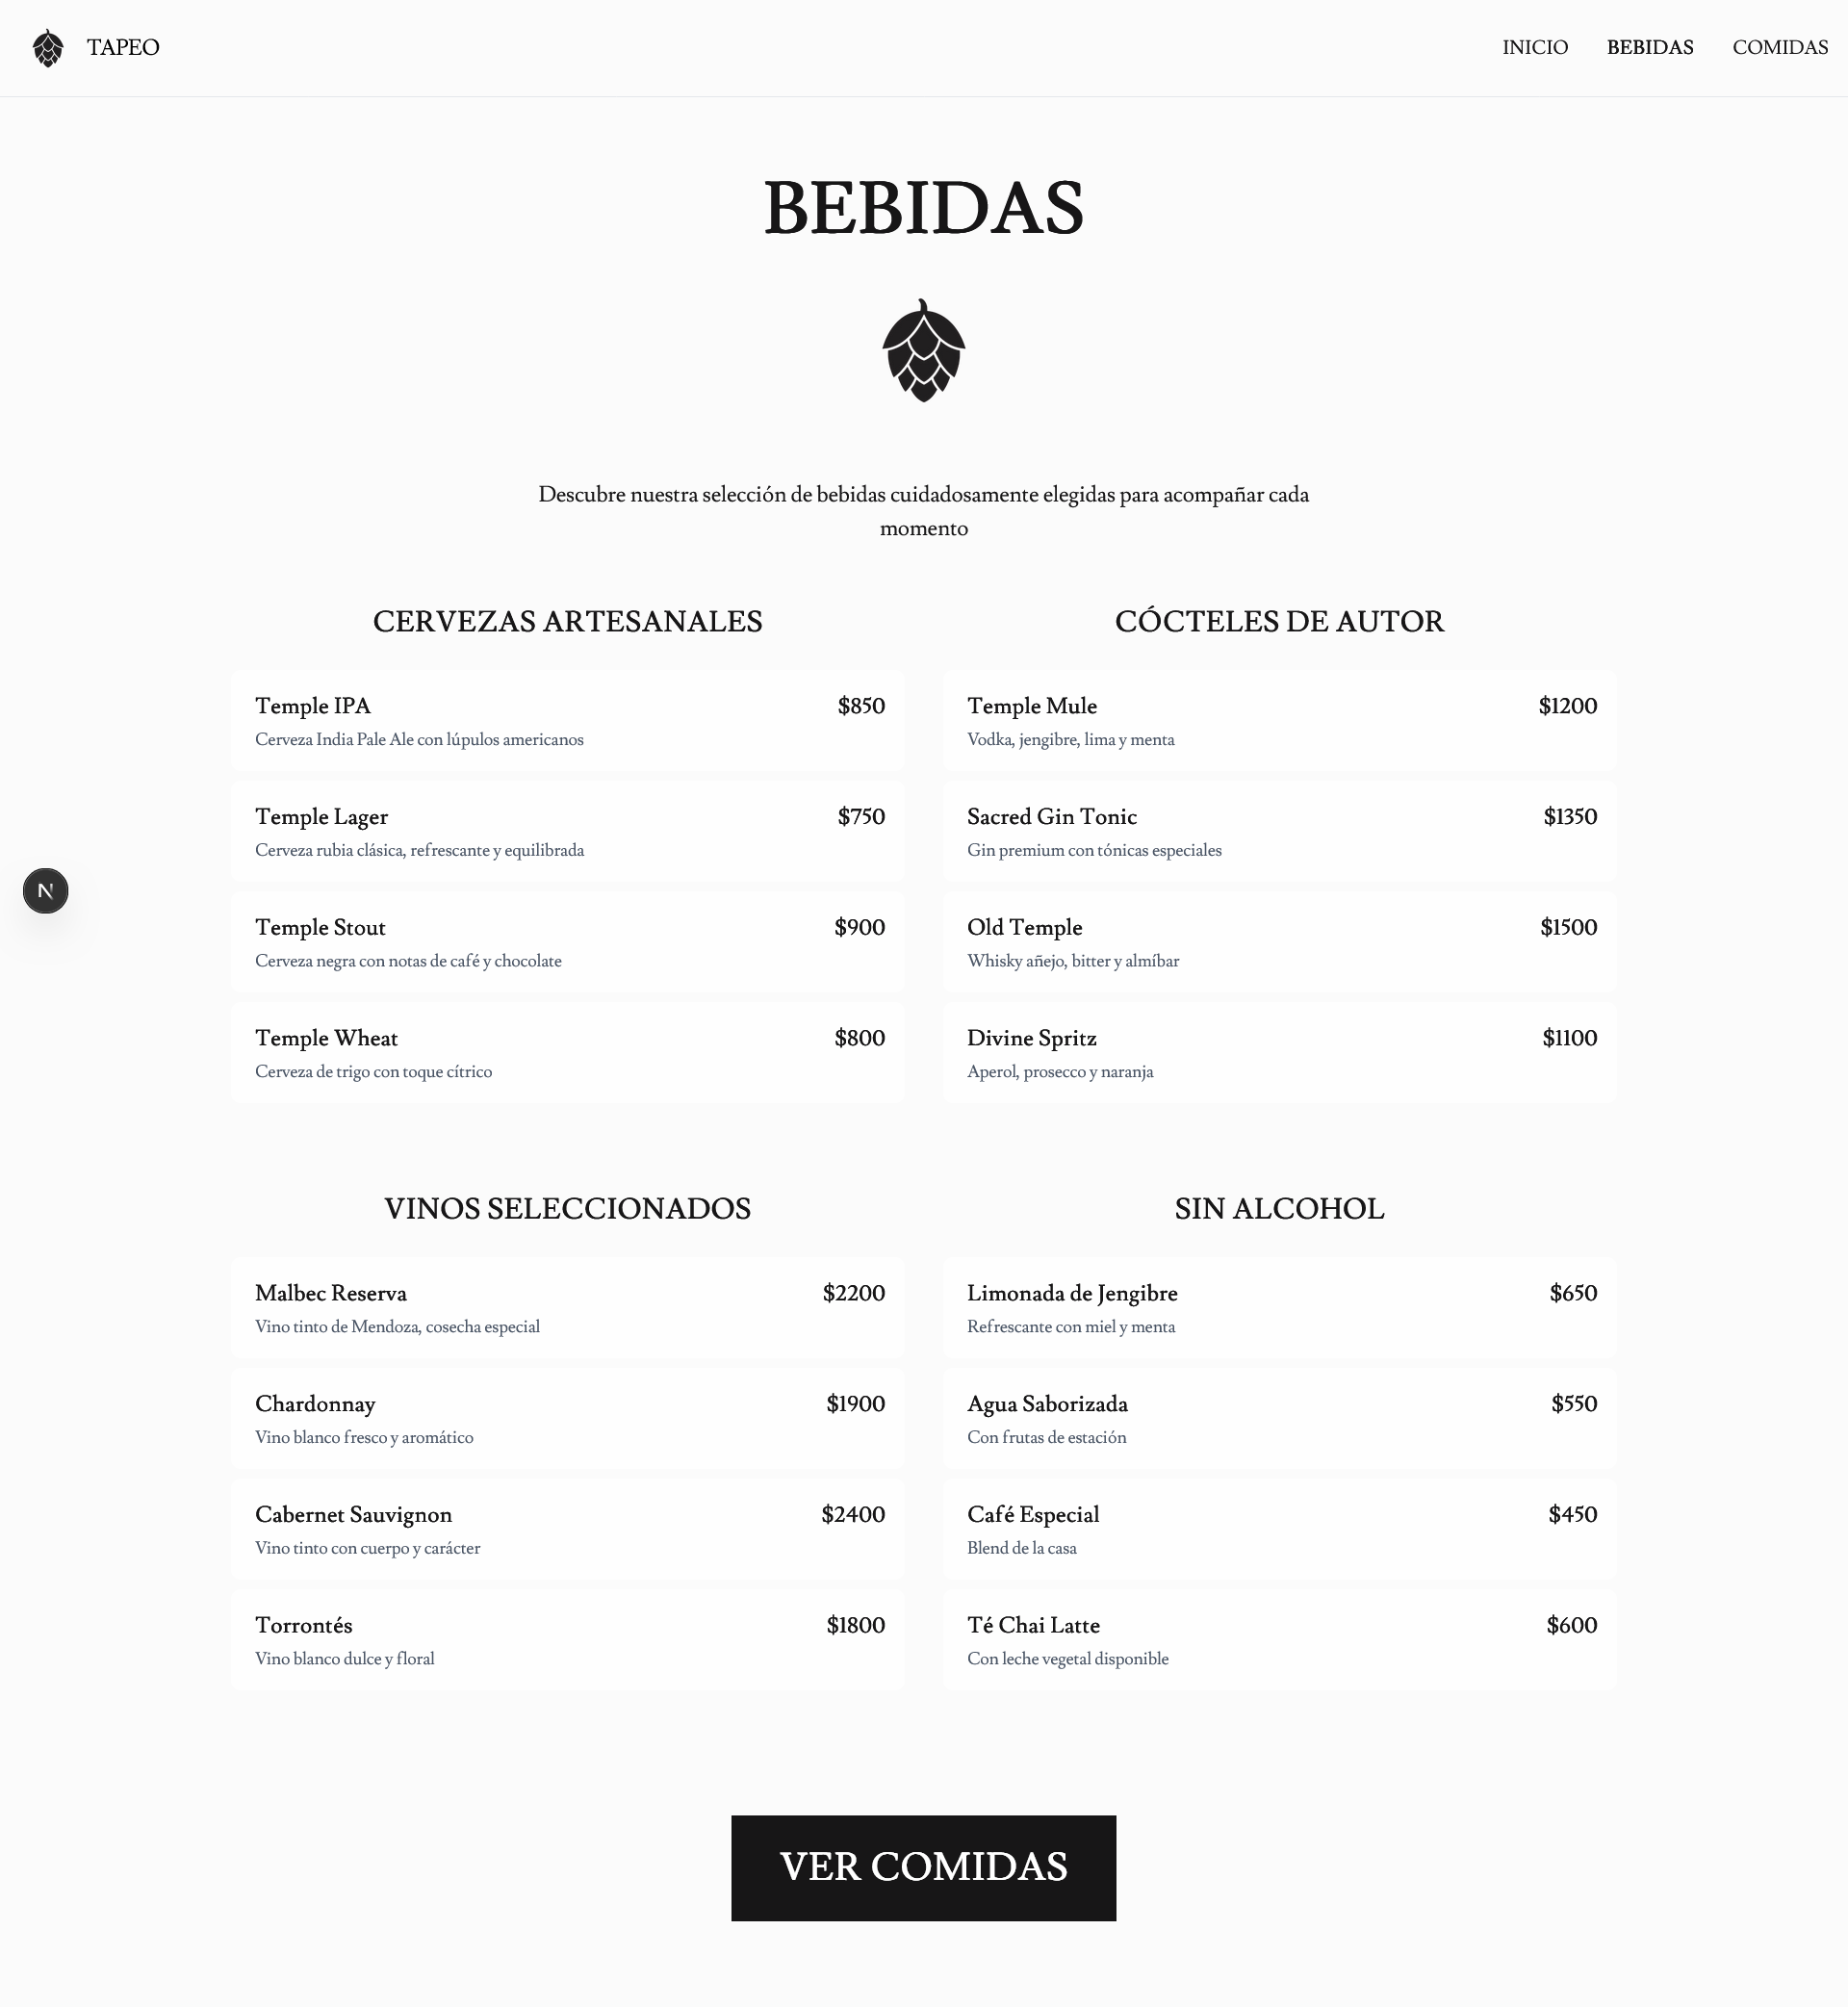 TAPEO
INICIO BEBIDAS COMIDAS
BEBIDAS
Descubre nuestra selección de bebidas cuidadosamente elegidas para acompañar cada
momento
CERVEZAS ARTESANALES
Temple IPA $850
Cerveza India Pale Ale con lúpulos americanos
Temple Lager $750
Cerveza rubia clásica, refrescante y equilibrada
Temple Stout $900
Cerveza negra con notas de café y chocolate
Temple Wheat $800
Cerveza de trigo con toque cítrico
CÓCTELES DE AUTOR
Temple Mule $1200
Vodka, jengibre, lima y menta
Sacred Gin Tonic $1350
Gin premium con tónicas especiales
Old Temple $1500
Whisky añejo, bitter y almíbar
Divine Spritz $1100
Aperol, prosecco y naranja
VINOS SELECCIONADOS
Malbec Reserva $2200
Vino tinto de Mendoza, cosecha especial
Chardonnay $1900
Vino blanco fresco y aromático
Cabernet Sauvignon $2400
Vino tinto con cuerpo y carácter
Torrontés $1800
Vino blanco dulce y floral
SIN ALCOHOL
Limonada de Jengibre $650
Refrescante con miel y menta
Agua Saborizada $550
Con frutas de estación
Café Especial $450
Blend de la casa
Té Chai Latte $600
Con leche vegetal disponible
N
VER COMIDAS